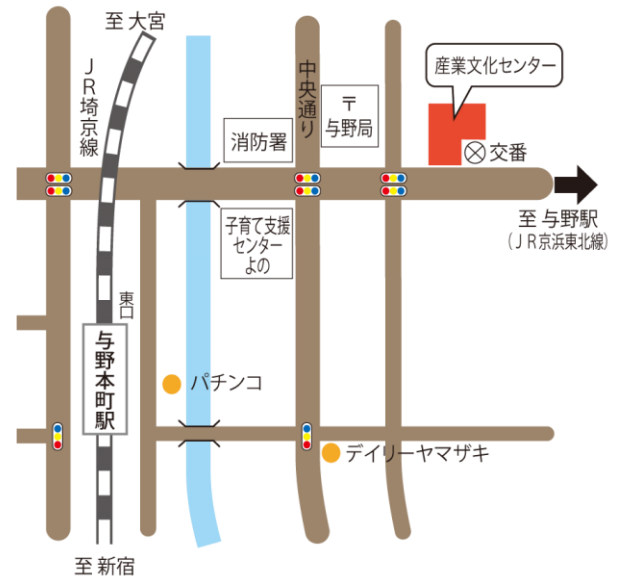 至 大宮
JR埼京線
中央通り
〒
与野局
産業文化センター
消防署
交番
子育て支援
センター
よの
至 与野駅
(JR京浜東北線)
東口
与野本町駅
パチンコ
デイリーヤマザキ
至 新宿